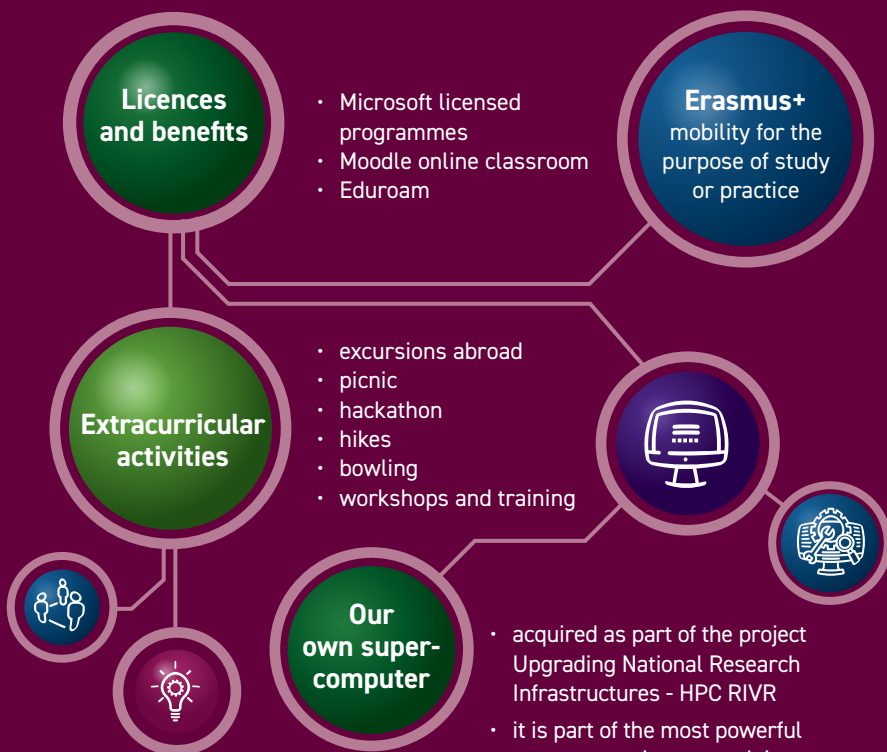 Licences
and benefits
· Microsoft licensed
programmes
· Moodle online classroom
· Eduroam
Erasmus+
mobility for the
purpose of study
or practice
Extracurricular
activities
· excursions abroad
· picnic
· hackathon
· hikes
· bowling
· workshops and training
Our
own super-
computer
· acquired as part of the project
Upgrading National Research
Infrastructures - HPC RIVR
· it is part of the most powerful